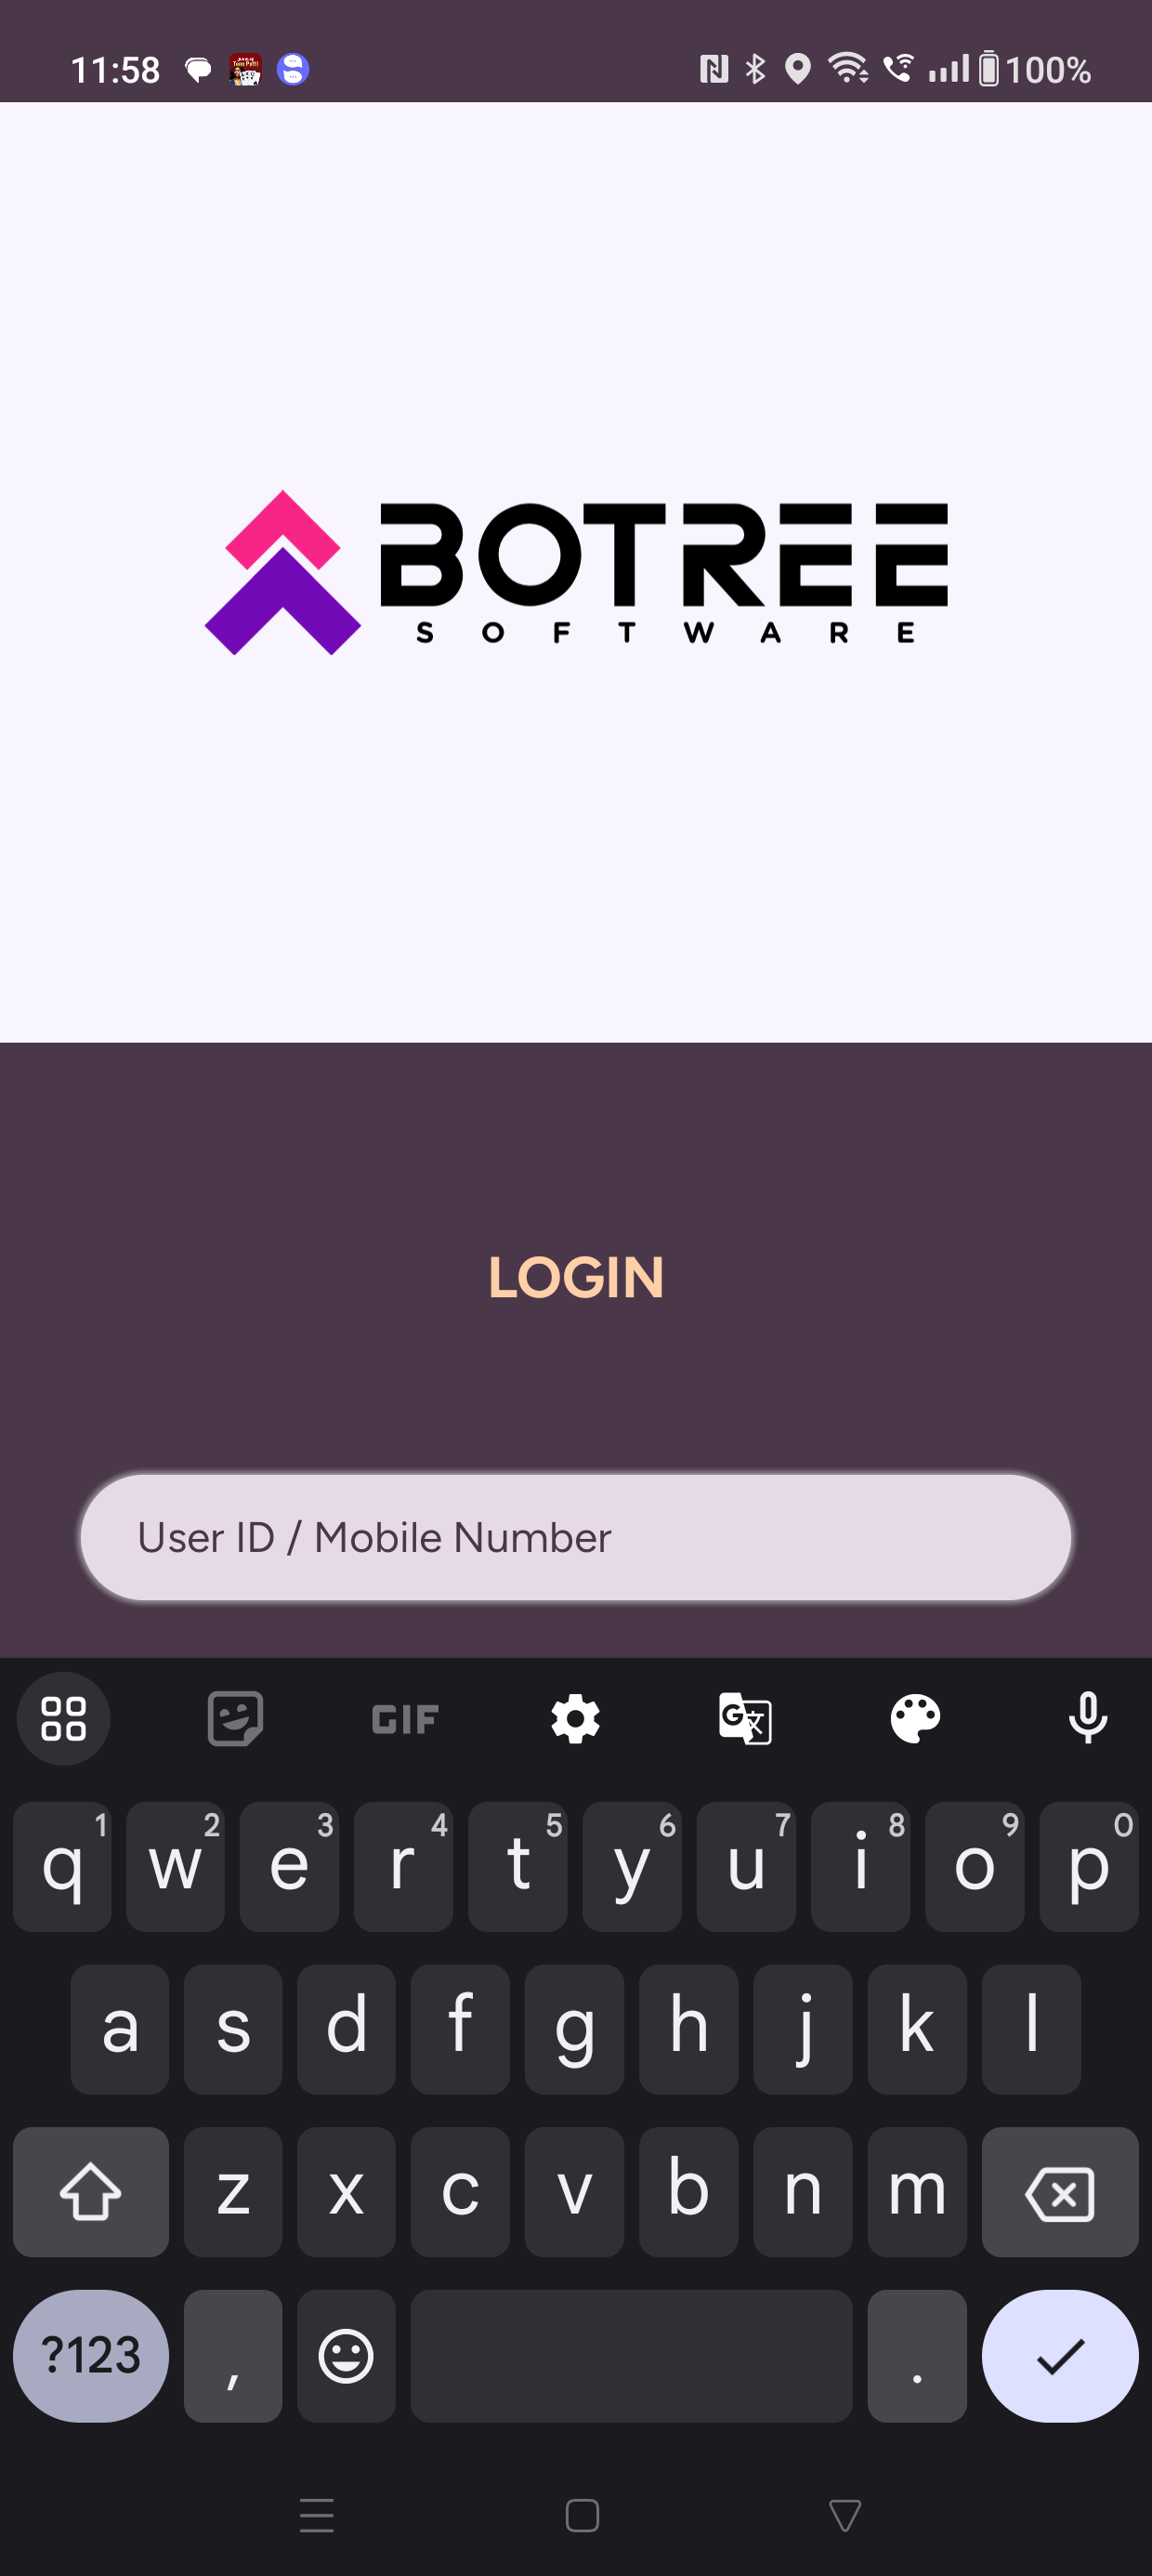 11:58 100%
BOTREE
SOFTWARE
LOGIN
User ID / Mobile Number
GIF
1 2 3 4 5 6 7 8 9 0
q w e r t y u i o p
a s d f g h j k l
z x c v b n m
?123 , .